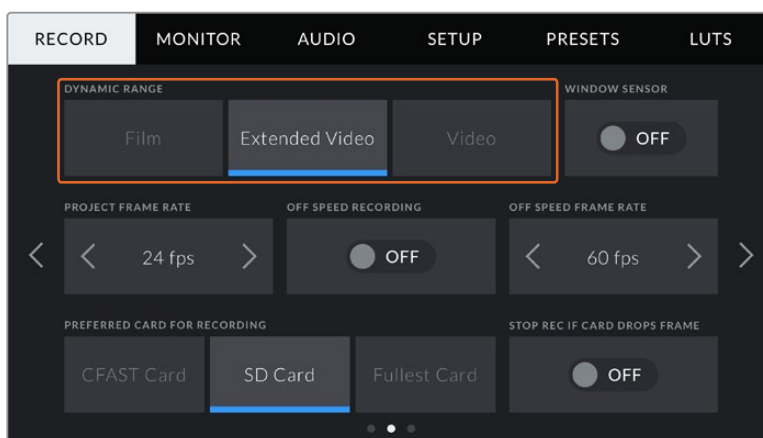 RECORD MONITOR AUDIO SETUP PRESETS LUTS
DYNAMIC RANGE WINDOW SENSOR
Film Extended Video Video OFF
PROJECT FRAME RATE OFF SPEED RECORDING OFF SPEED FRAME RATE
24 fps OFF 60 fps
PREFERRED CARD FOR RECORDING STOP REC IF CARD DROPS FRAME
CFAST Card SD Card Fullest Card OFF